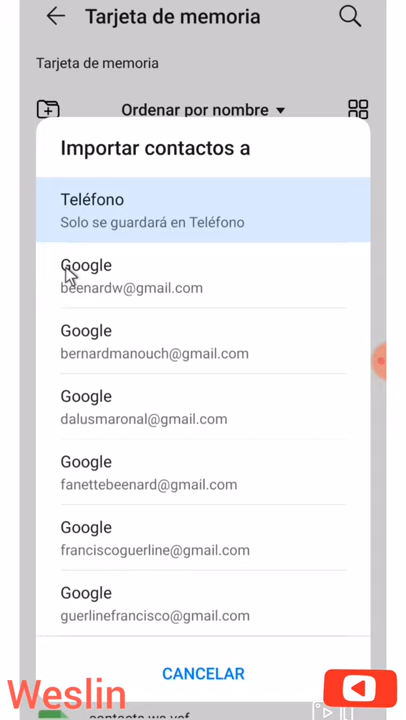 Tarjeta de memoria
Tarjeta de memoria
Ordenar por nombre
Importar contactos a
Teléfono
Solo se guardará en Teléfono
Google
beenardw@gmail.com
Google
bernardmanouch@gmail.com
Google
dalusmaronal@gmail.com
Google
fanettebeenard@gmail.com
Google
franciscoguerline@gmail.com
Google
guerlinefrancisco@gmail.com
CANCELAR
Weslin